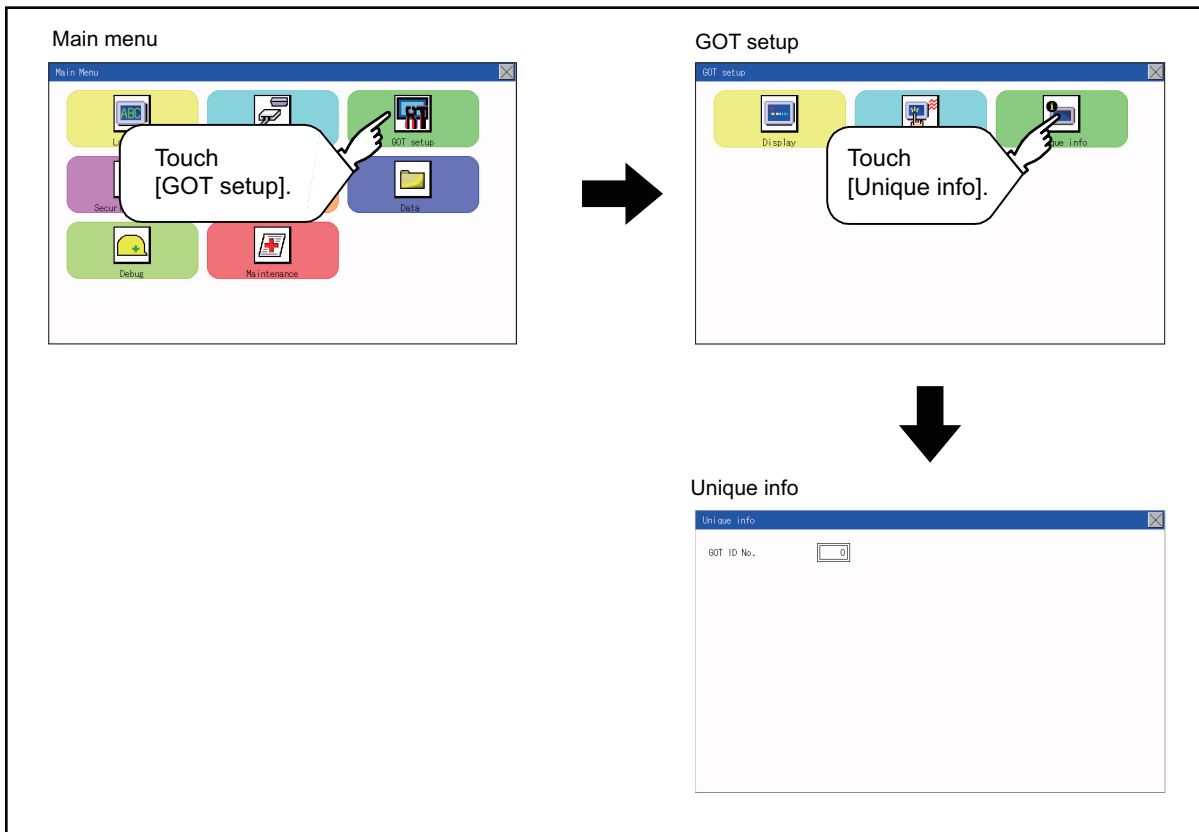 Main menu
Main Menu
ABC
GOT setup
Touch
[GOT setup].
Data
Debug
Maintenance
GOT setup
GOT setup
Display
Touch
[Unique info].
Unique info
Unique info
GOT ID No. 0